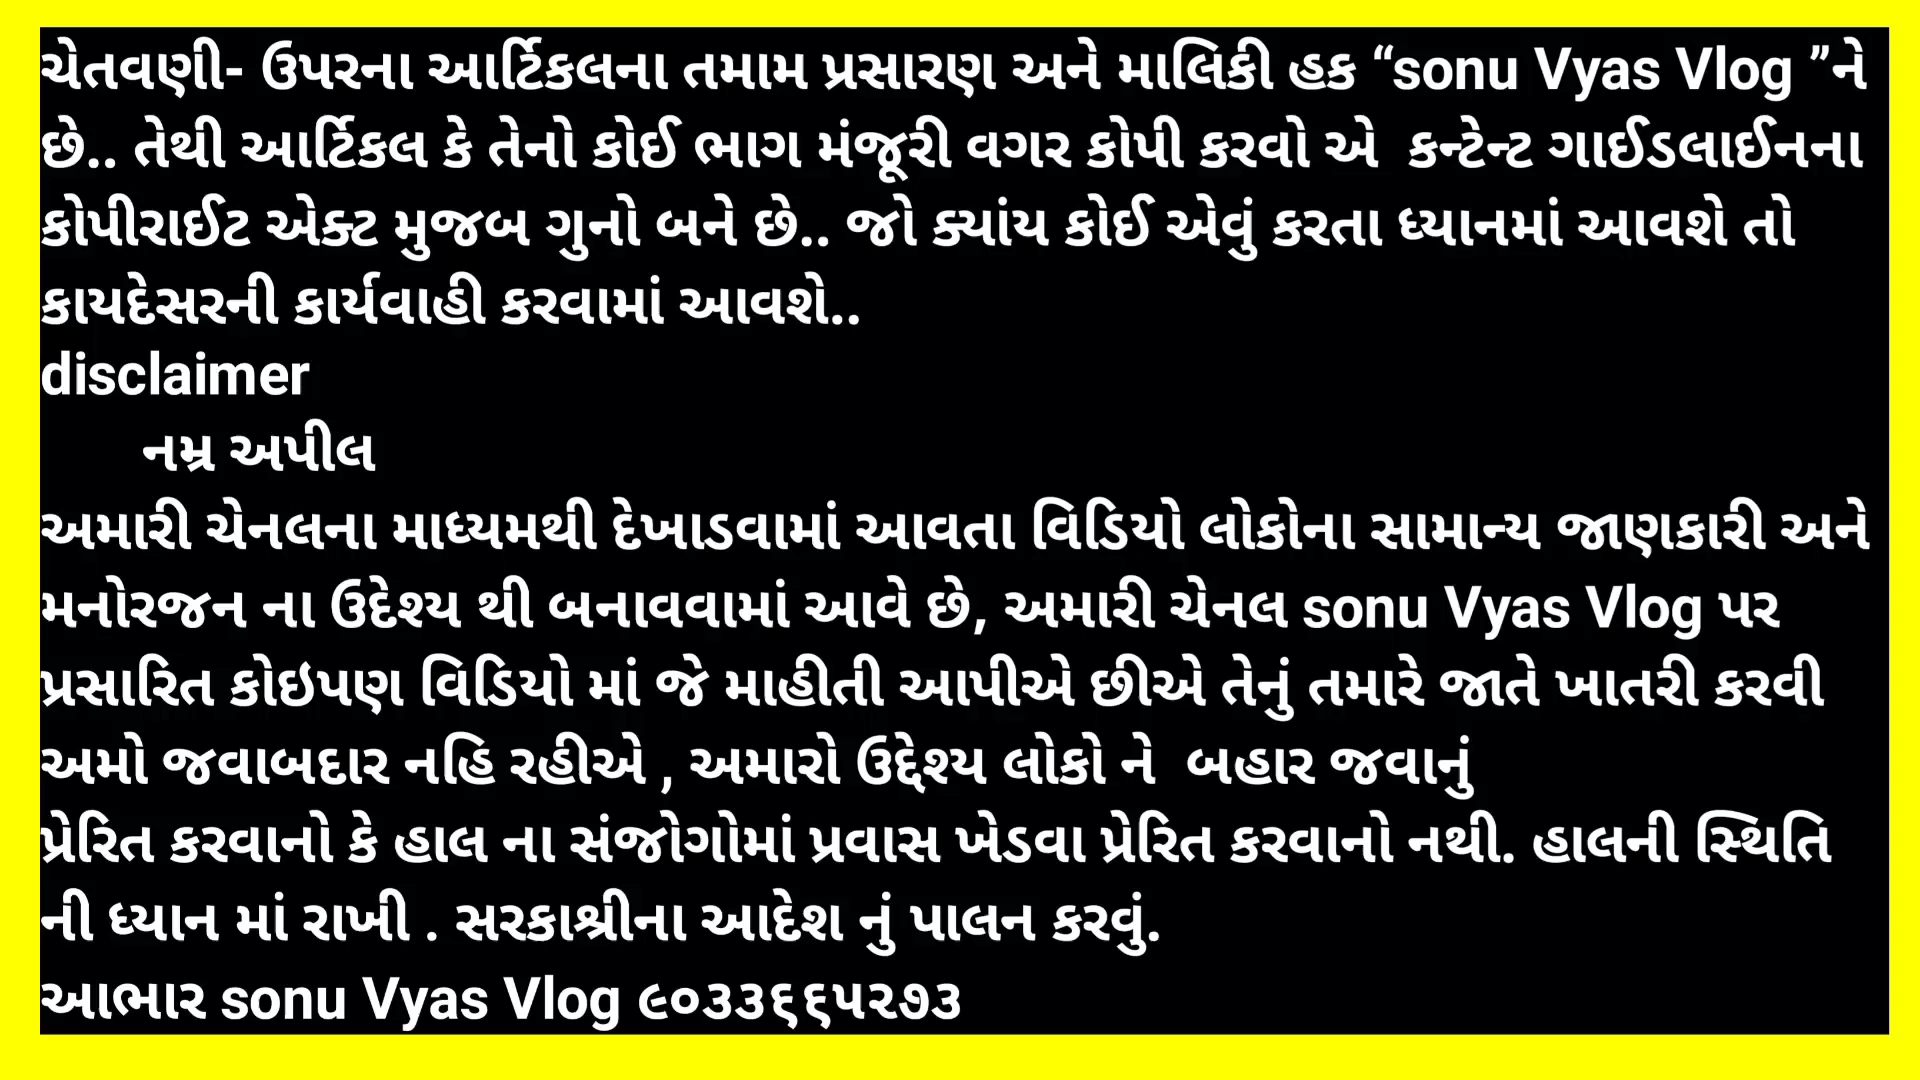 ચેતવણી- ઉપરના આર્ટિકલના તમામ પ્રસારણ અને માલિકી હક “sonu Vyas Vlog ”ને
છે.. તેથી આર્ટિકલ કે તેનો કોઈ ભાગ મંજૂરી વગર કોપી કરવો એ  કન્ટેન્ટ ગાઈડલાઈનના
કોપીરાઈટ એક્ટ મુજબ ગુનો બને છે.. જો ક્યાંય કોઈ એવું કરતા ધ્યાનમાં આવશે તો
કાયદેસરની કાર્યવાહી કરવામાં આવશે..
disclaimer
નમ્ર અપીલ
અમારી ચેનલના માધ્યમથી દેખાડવામાં આવતા વિડિયો લોકોના સામાન્ય જાણકારી અને
મનોરજન ના ઉદેશ્ય થી બનાવવામાં આવે છે, અમારી ચેનલ sonu Vyas Vlog પર
પ્રસારિત કોઇપણ વિડિયો માં જે માહીતી આપીએ છીએ તેનું તમારે જાતે ખાતરી કરવી
અમો જવાબદાર નહિ રહીએ , અમારો ઉદ્દેશ્ય લોકો ને  બહાર જવાનું
પ્રેરિત કરવાનો કે હાલ ના સંજોગોમાં પ્રવાસ ખેડવા પ્રેરિત કરવાનો નથી. હાલની સ્થિતિ
ની ધ્યાન માં રાખી . સરકાશ્રીના આદેશ નું પાલન કરવું.
આભાર sonu Vyas Vlog ૯૦૩૩૬૬૫૨૭૩